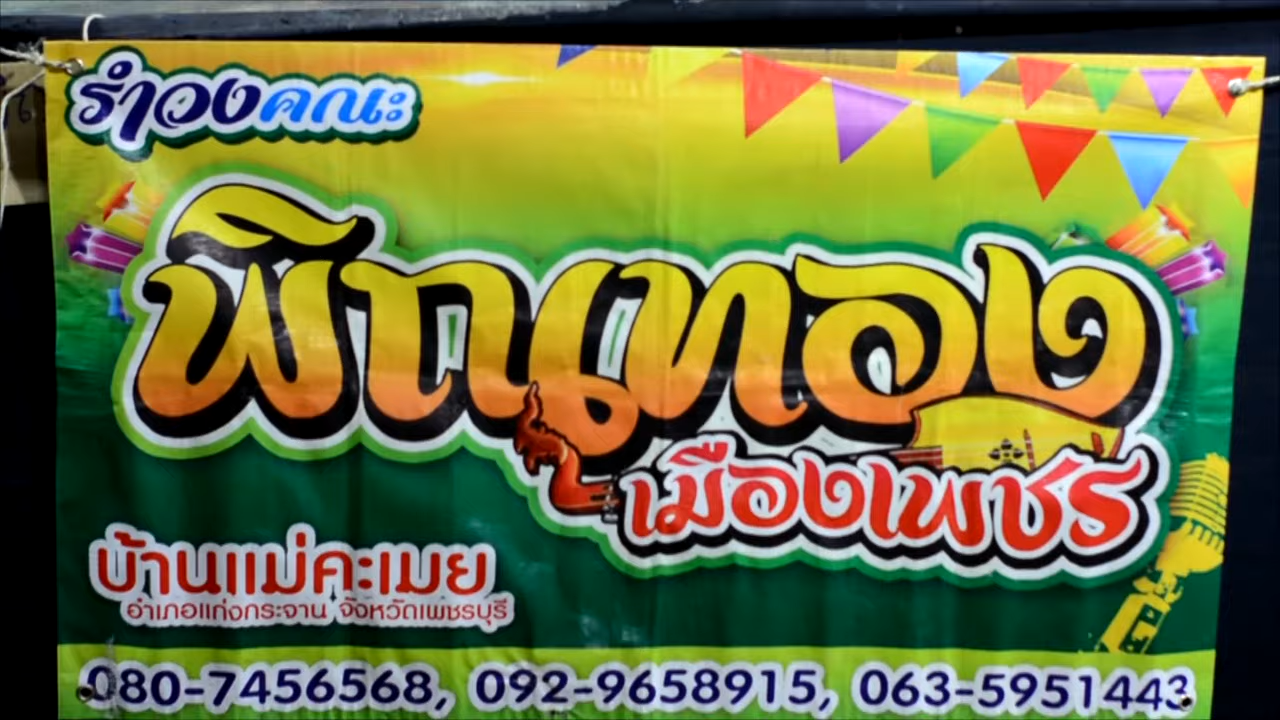 รำวงคณะ
พิณทอง
เมืองเพชร
บ้านแม่คะเมย
อำเภอแก่งกระจาน จังหวัดเพชรบุรี
080-7456568, 092-9658915, 063-5951443